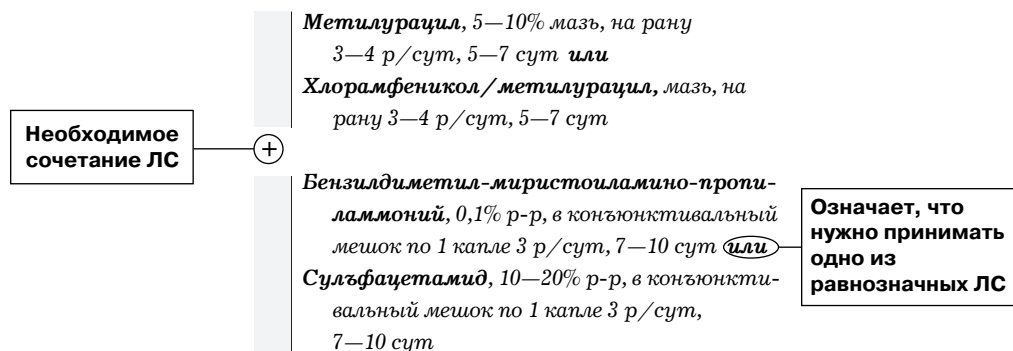 Метилурацил, 5—10% мазь, на рану
3—4 р/сут, 5—7 сут или
Хлорамфеникол/метилурацил, мазь, на
рану 3—4 р/сут, 5—7 сут
Необходимое
сочетание ЛС
+
Бензилдиметил-миристоиламино-пропи-
ламмоний, 0,1% р-р, в конъюнктивальный
мешок по 1 капле 3 р/сут, 7—10 сут или
Сульфацетамид, 10—20% р-р, в конъюнкти-
вальный мешок по 1 капле 3 р/сут,
7—10 сут
Означает, что
нужно принимать
одно из
равнозначных ЛС